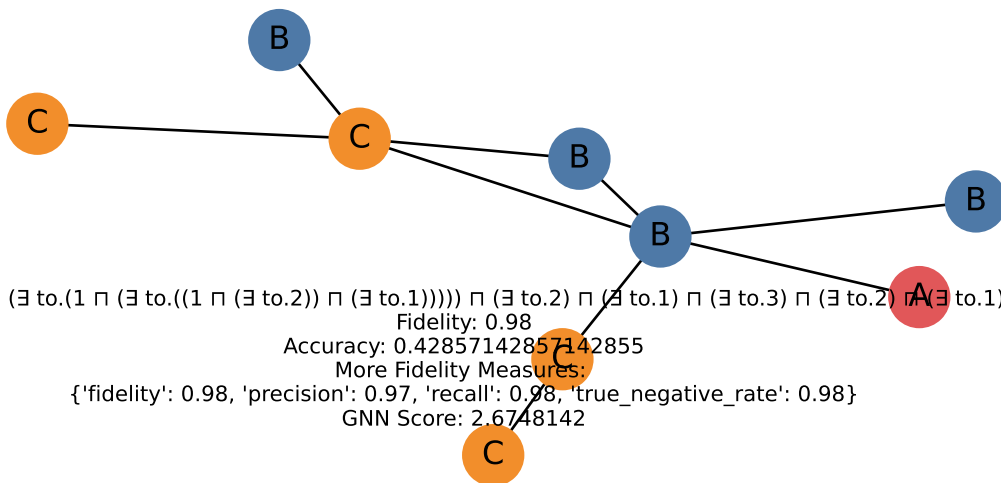 B
C
C
B
B
B
(∃ to.(1 ⊓ (∃ to.((1 ⊓ (∃ to.2)) ⊓ (∃ to.1))))) ⊓ (∃ to.2) ⊓ (∃ to.1) ⊓ (∃ to.3) ⊓ (∃ to.2) ⊓ (∃ to.1)
A
Fidelity: 0.98
Accuracy: 0.42857142857142855
C
More Fidelity Measures:
{'fidelity': 0.98, 'precision': 0.97, 'recall': 0.98, 'true_negative_rate': 0.98}
GNN Score: 2.6748142
C